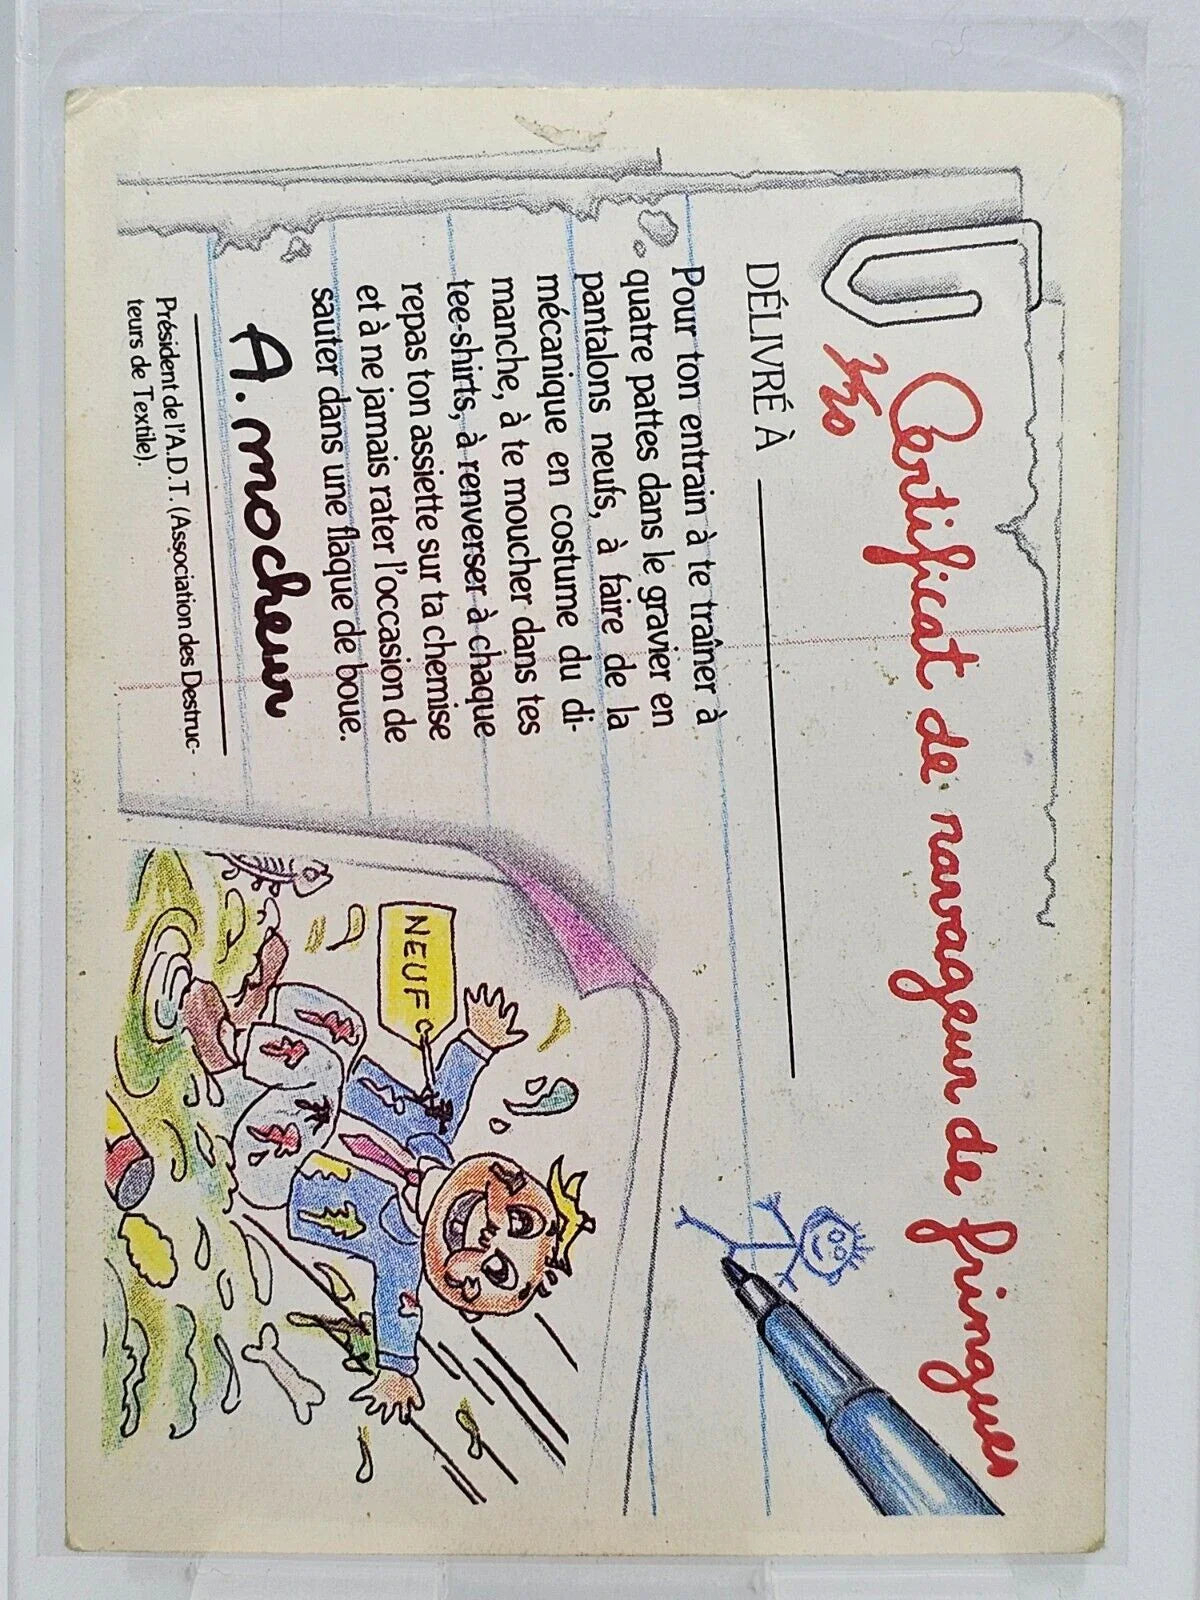 Certificat de ravageur de fringues
DÉLIVRÉ À
Pour ton entrain à te traîner à
quatre pattes dans le gravier en
pantalons neufs, à faire de la
mécanique en costume du di-
manche, à te moucher dans tes
tee-shirts, à renverser à chaque
repas ton assiette sur ta chemise
et à ne jamais rater l'occasion de
sauter dans une flaque de boue.
A. mocheur
Président de l'A.D.T. (Association des Destruc-
teurs de Textile).
NEUF